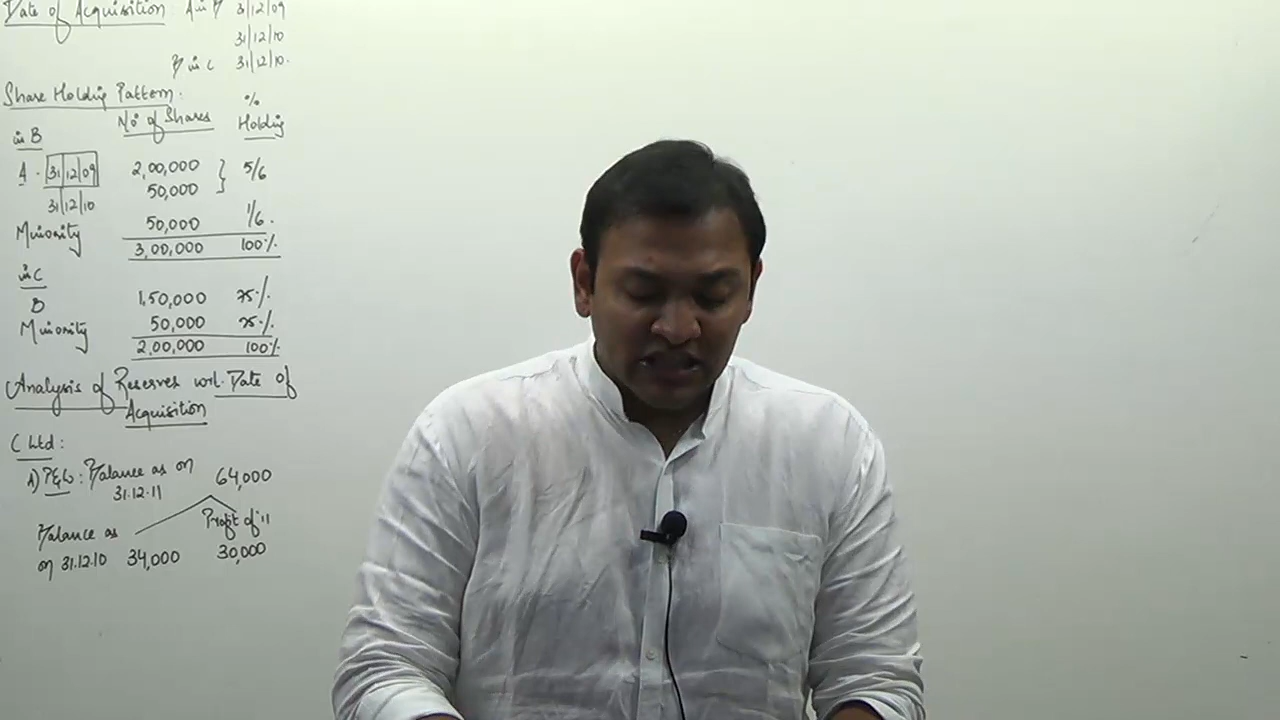 Date of Acquisition A in B 31/12/09
31/12/10
B in C 31/12/10.
Share Holding Pattern:
No of Shares % Holding
in B
A - 31/12/09 2,00,000 } 5/6
31/12/10 50,000
Minority 50,000 1/6.
3,00,000 100%
in C
B 1,50,000 75%
Minority 50,000 25%
2,00,000 100%
Analysis of Reserves wrt. Date of
Acquisition
C Ltd:
A) P&L: Balance as on 64,000
31.12.11
Balance as Profit of '11
on 31.12.10 34,000 30,000